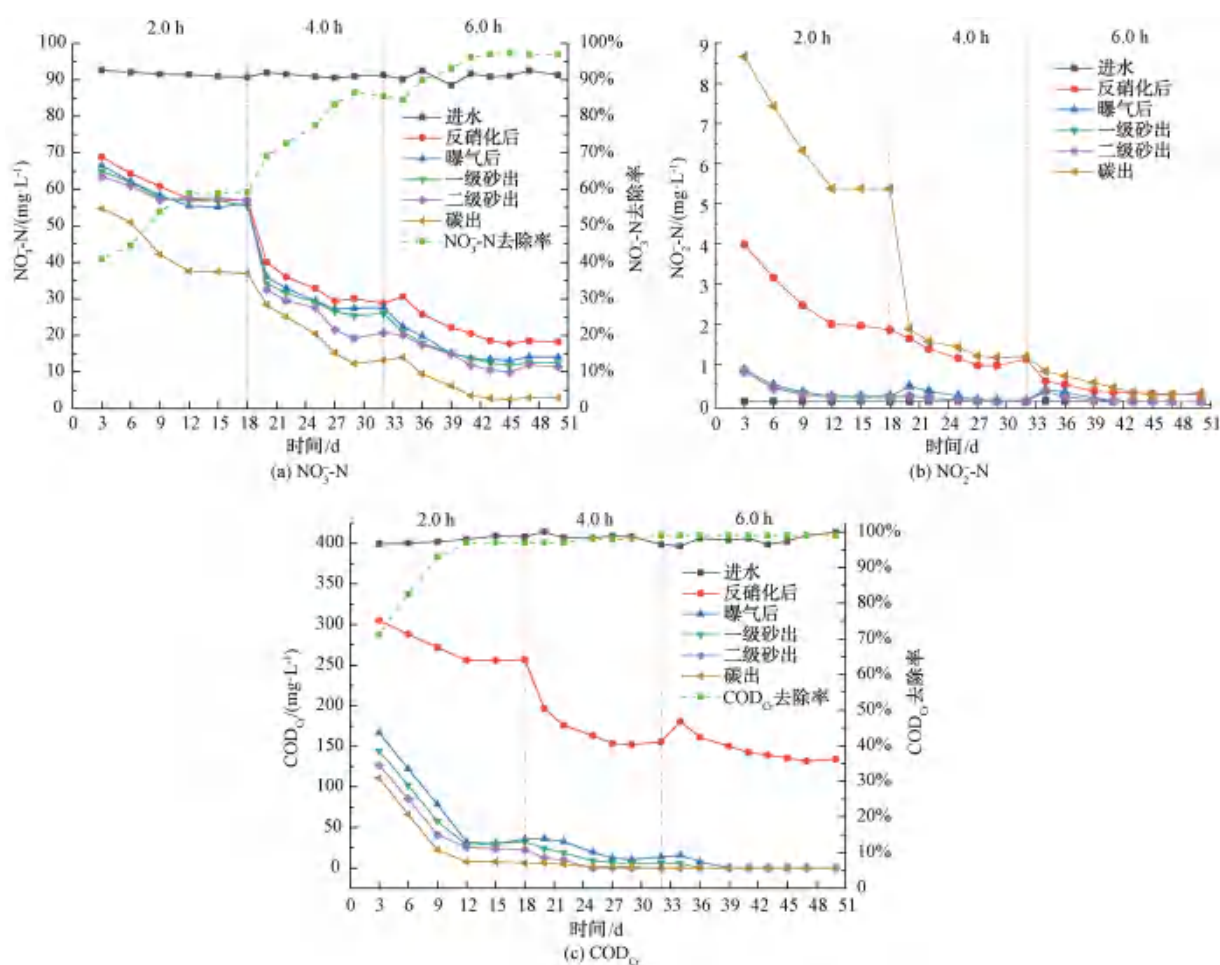 2.0 h 4.0 h 6.0 h
100 100%
90 90%
80 80%
70 70%
60 60%
50 50%
40 40%
30 30%
20 20%
10 10%
0 0
NO₃⁻-N/(mg·L⁻¹)
NO₃⁻-N去除率
进水
反硝化后
曝气后
一级砂出
二级砂出
碳出
NO₃⁻-N去除率
0 3 6 9 12 15 18 21 24 27 30 33 36 39 42 45 48 51
时间/d
(a) NO₃⁻-N
2.0 h 4.0 h 6.0 h
9
8
7
6
5
4
3
2
1
0
NO₂⁻-N/(mg·L⁻¹)
进水
反硝化后
曝气后
一级砂出
二级砂出
碳出
0 3 6 9 12 15 18 21 24 27 30 33 36 39 42 45 48 51
时间/d
(b) NO₂⁻-N
2.0 h 4.0 h 6.0 h
400 100%
350 90%
300 80%
250 70%
200 60%
150 50%
100 40%
50 30%
0 20%
10%
0
COD_Cr/(mg·L⁻¹)
COD_Cr去除率
进水
反硝化后
曝气后
一级砂出
二级砂出
碳出
COD_Cr去除率
0 3 6 9 12 15 18 21 24 27 30 33 36 39 42 45 48 51
时间/d
(c) COD_Cr